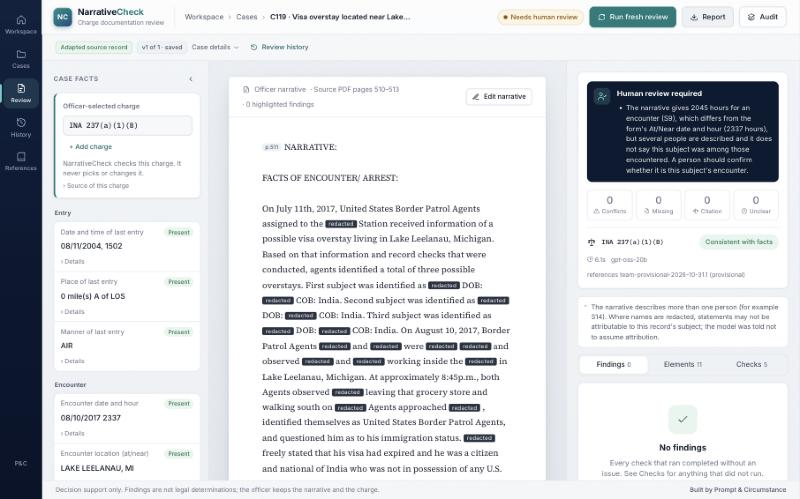 NC
NarrativeCheck
Charge documentation review
Workspace › Cases › C119 · Visa overstay located near Lake...
Needs human review
Run fresh review
Report
Audit
Workspace
Cases
Review
History
References
P&C
Adapted source record
v1 of 1 · saved
Case details
Review history
CASE FACTS
Officer-selected charge
INA 237(a)(1)(B)
+ Add charge
NarrativeCheck checks this charge. It
never picks or changes it.
› Source of this charge
Entry
Date and time of last entry
Present
08/11/2004, 1502
› Details
Place of last entry
Present
0 mile(s) A of LOS
› Details
Manner of last entry
Present
AIR
› Details
Encounter
Encounter date and hour
Present
08/10/2017 2337
› Details
Encounter location (at/near)
Present
LAKE LEELANAU, MI
Officer narrative · Source PDF pages 510–513
· 0 highlighted findings
Edit narrative
p.511 NARRATIVE:
FACTS OF ENCOUNTER/ ARREST:
On July 11th, 2017, United States Border Patrol Agents
assigned to the redacted Station received information of a
possible visa overstay living in Lake Leelanau, Michigan.
Based on that information and record checks that were
conducted, agents identified a total of three possible
overstays. First subject was identified as redacted DOB:
redacted COB: India. Second subject was identified as redacted
DOB: redacted COB: India. Third subject was identified as
redacted DOB: redacted COB: India. On August 10, 2017, Border
Patrol Agents redacted and redacted were redacted redacted and
observed redacted and redacted working inside the redacted in
Lake Leelanau, Michigan. At approximately 8:45p.m., both
Agents observed redacted leaving that grocery store and
walking south on redacted Agents approached redacted ,
identified themselves as United States Border Patrol Agents,
and questioned him as to his immigration status. redacted
freely stated that his visa had expired and he was a citizen
and national of India who was not in possession of any U.S.
Human review required
• The narrative gives 2045 hours for an
encounter (S9), which differs from the
form's At/Near date and hour (2337 hours),
but several people are described and it does
not say this subject was among those
encountered. A person should confirm
whether it is this subject's encounter.
0
Conflicts
0
Missing
0
Citation
0
Unclear
INA 237(a)(1)(B)
Consistent with facts
6.1s gpt-oss-20b
references team-provisional-2026-10-31.1 (provisional)
The narrative describes more than one person (for example
S14). Where names are redacted, statements may not be
attributable to this record's subject; the model was told not
to assume attribution.
Findings 0
Elements 11
Checks 5
No findings
Every check that ran completed without an
issue. See Checks for anything that did not run.
Decision support only. Findings are not legal determinations; the officer keeps the narrative and the charge.
Built by Prompt & Circumstance